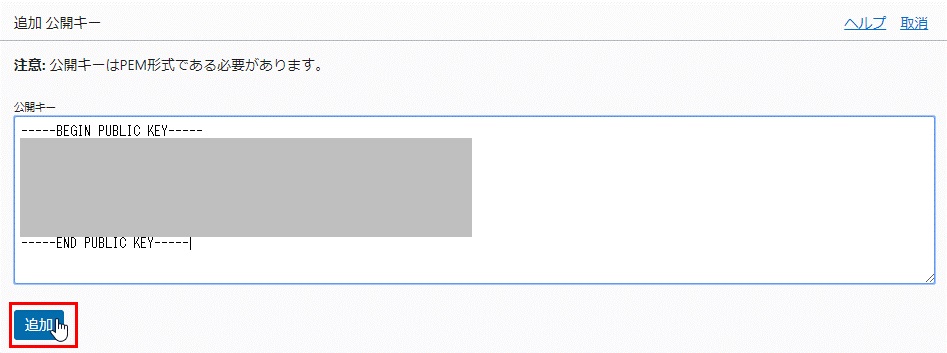 追加 公開キー
ヘルプ 取消
注意: 公開キーはPEM形式である必要があります。
公開キー
-----BEGIN PUBLIC KEY-----
-----END PUBLIC KEY-----
追加